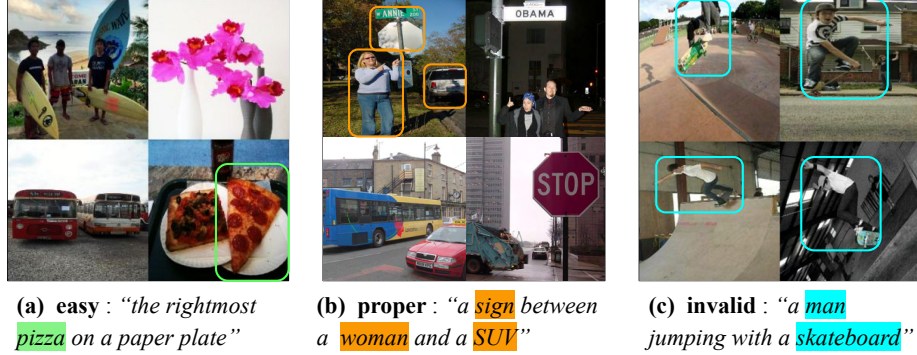 ANNIE
OBAMA
STOP
(a) easy : “the rightmost
pizza on a paper plate”
(b) proper : “a sign between
a woman and a SUV”
(c) invalid : “a man
jumping with a skateboard”